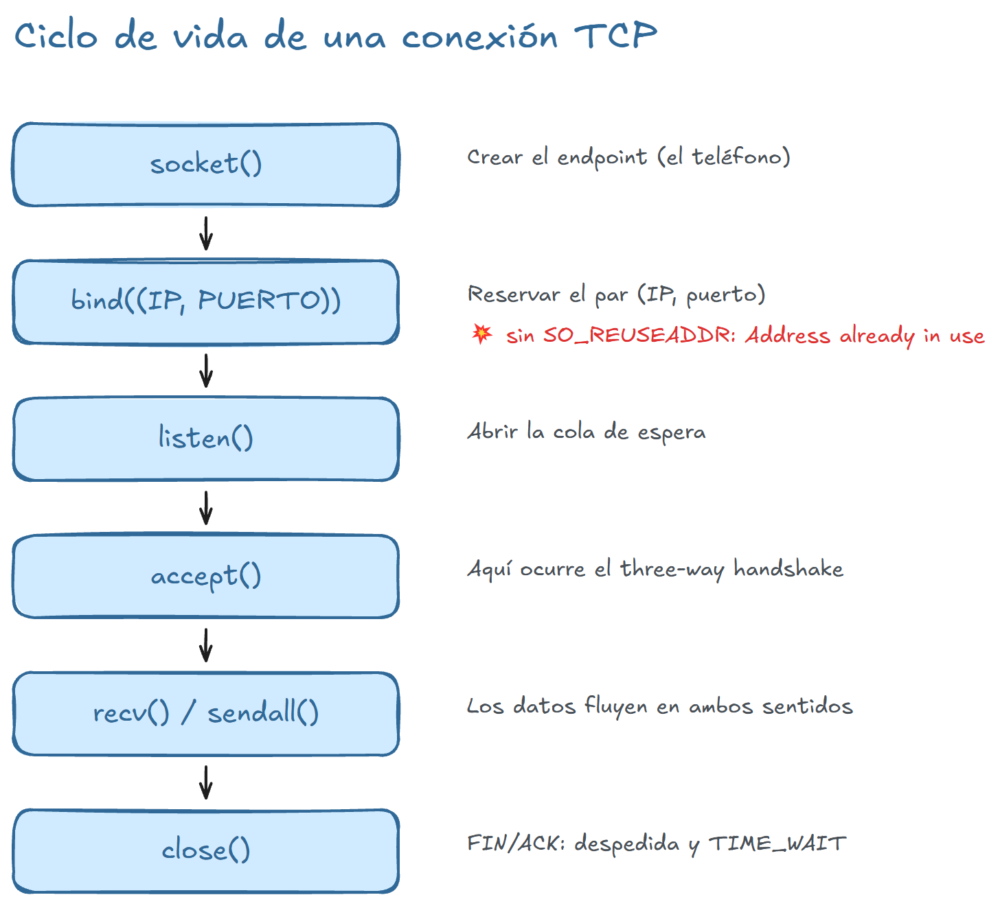 Ciclo de vida de una conexión TCP
socket()
Crear el endpoint (el teléfono)
bind((IP, PUERTO))
Reservar el par (IP, puerto)
💥 sin SO_REUSEADDR: Address already in use
listen()
Abrir la cola de espera
accept()
Aquí ocurre el three-way handshake
recv() / sendall()
Los datos fluyen en ambos sentidos
close()
FIN/ACK: despedida y TIME_WAIT